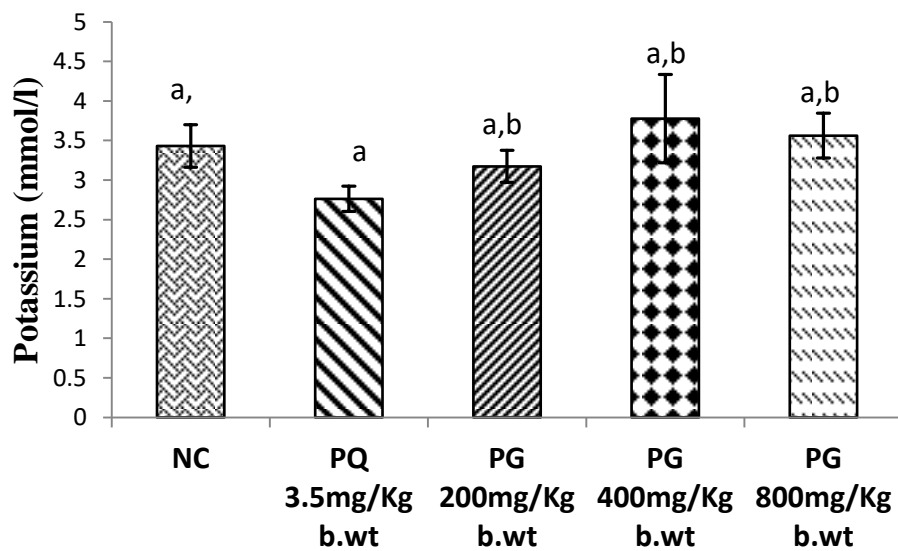 Potassium (mmol/l)
5
4.5
4
3.5
3
2.5
2
1.5
1
0.5
0
a,
a
a,b
a,b
a,b
NC
PQ
3.5mg/Kg
b.wt
PG
200mg/Kg
b.wt
PG
400mg/Kg
b.wt
PG
800mg/Kg
b.wt